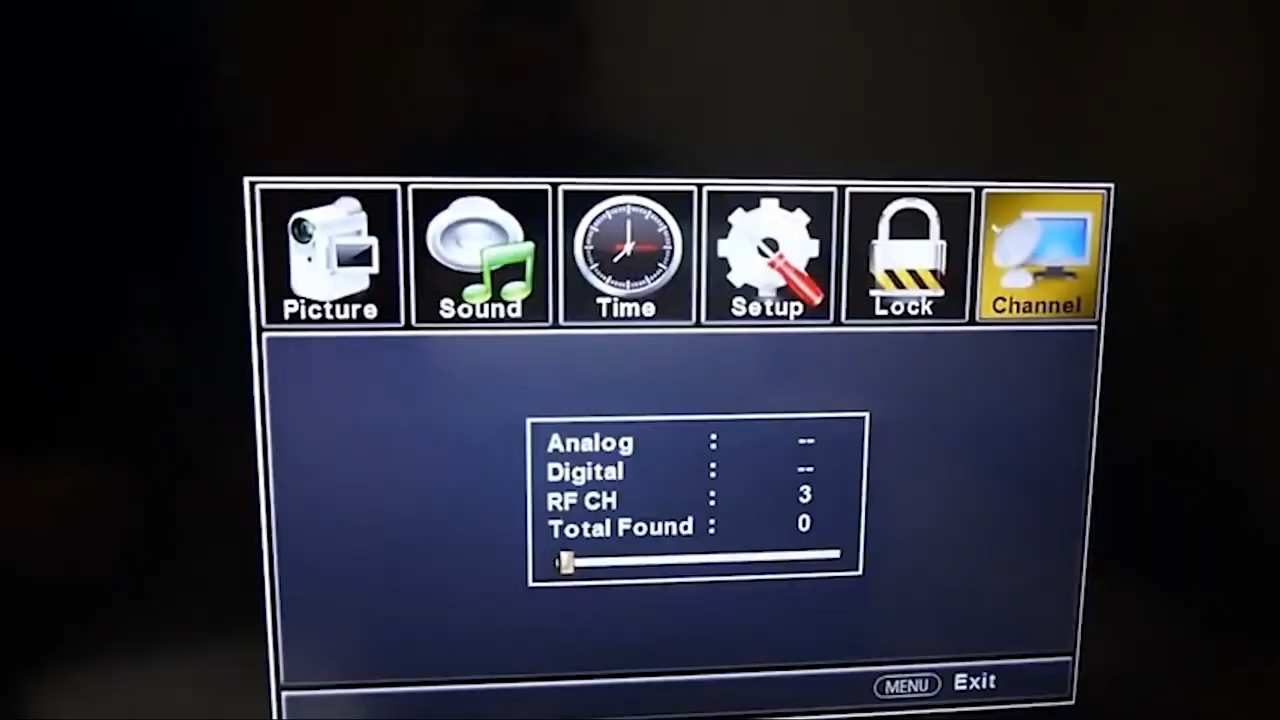 Picture Sound Time Setup Lock Channel
Analog : --
Digital : --
RF CH : 3
Total Found : 0
MENU Exit